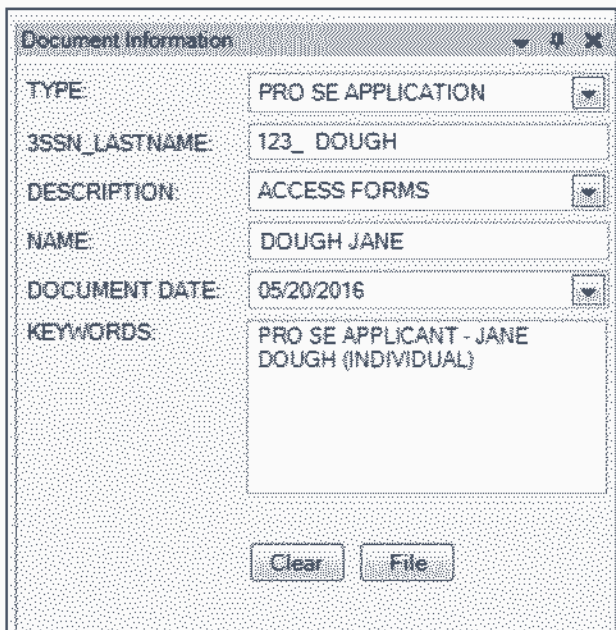 Document Information
TYPE: PRO SE APPLICATION
3SSN_LASTNAME: 123_ DOUGH
DESCRIPTION: ACCESS FORMS
NAME: DOUGH JANE
DOCUMENT DATE: 05/20/2016
KEYWORDS: PRO SE APPLICANT - JANE
DOUGH (INDIVIDUAL)
Clear File